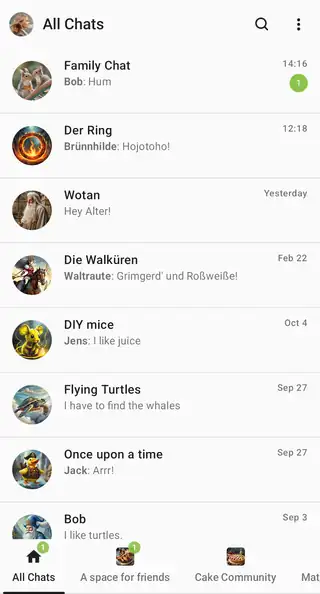 All Chats
Family Chat
14:16
Bob: Hum
1
Der Ring
12:18
Brünnhilde: Hojotoho!
Wotan
Yesterday
Hey Alter!
Die Walküren
Feb 22
Waltraute: Grimgerd' und Roßweiße!
DIY mice
Oct 4
Jens: I like juice
Flying Turtles
Sep 27
I have to find the whales
Once upon a time
Sep 27
Jack: Arrr!
Bob
Sep 3
I like turtles.
1
1
All Chats
A space for friends
Cake Community
Mat